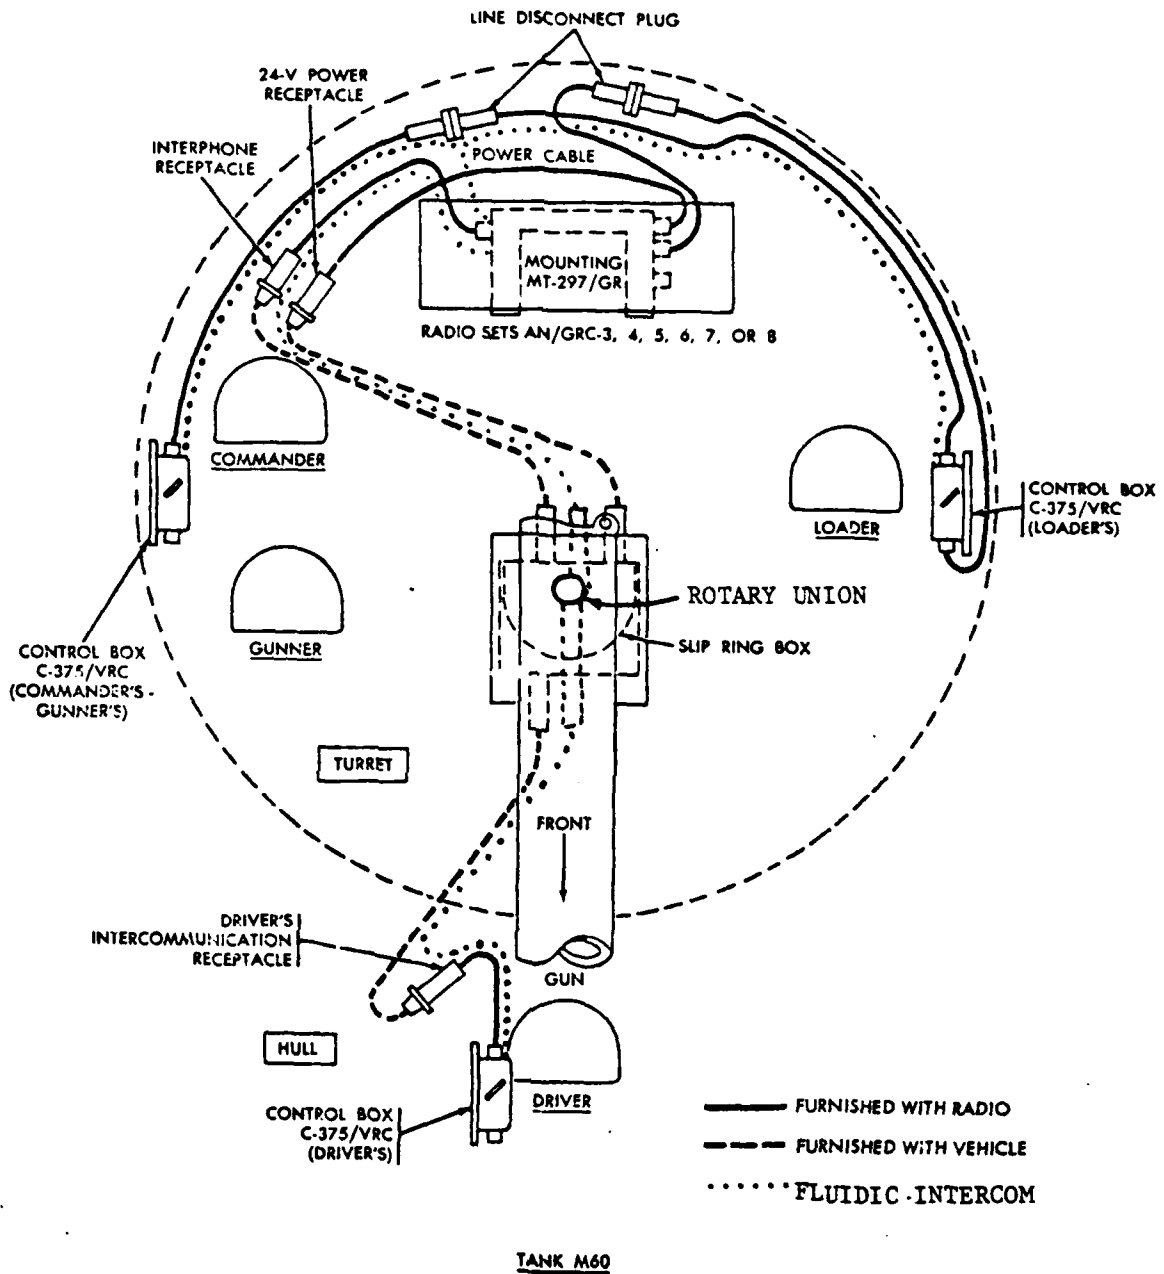 LINE DISCONNECT PLUG
24-V POWER
RECEPTACLE
INTERPHONE
RECEPTACLE
POWER CABLE
MOUNTING
MT-297/GR
RADIO SETS AN/GRC-3, 4, 5, 6, 7, OR 8
COMMANDER
LOADER
CONTROL BOX
C-375/VRC
(LOADER'S)
GUNNER
ROTARY UNION
SLIP RING BOX
CONTROL BOX
C-375/VRC
(COMMANDER'S-
GUNNER'S)
TURRET
FRONT
DRIVER'S
INTERCOMMUNICATION
RECEPTACLE
GUN
HULL
DRIVER
CONTROL BOX
C-375/VRC
(DRIVER'S)
FURNISHED WITH RADIO
FURNISHED WITH VEHICLE
FLUIDIC-INTERCOM
TANK M60